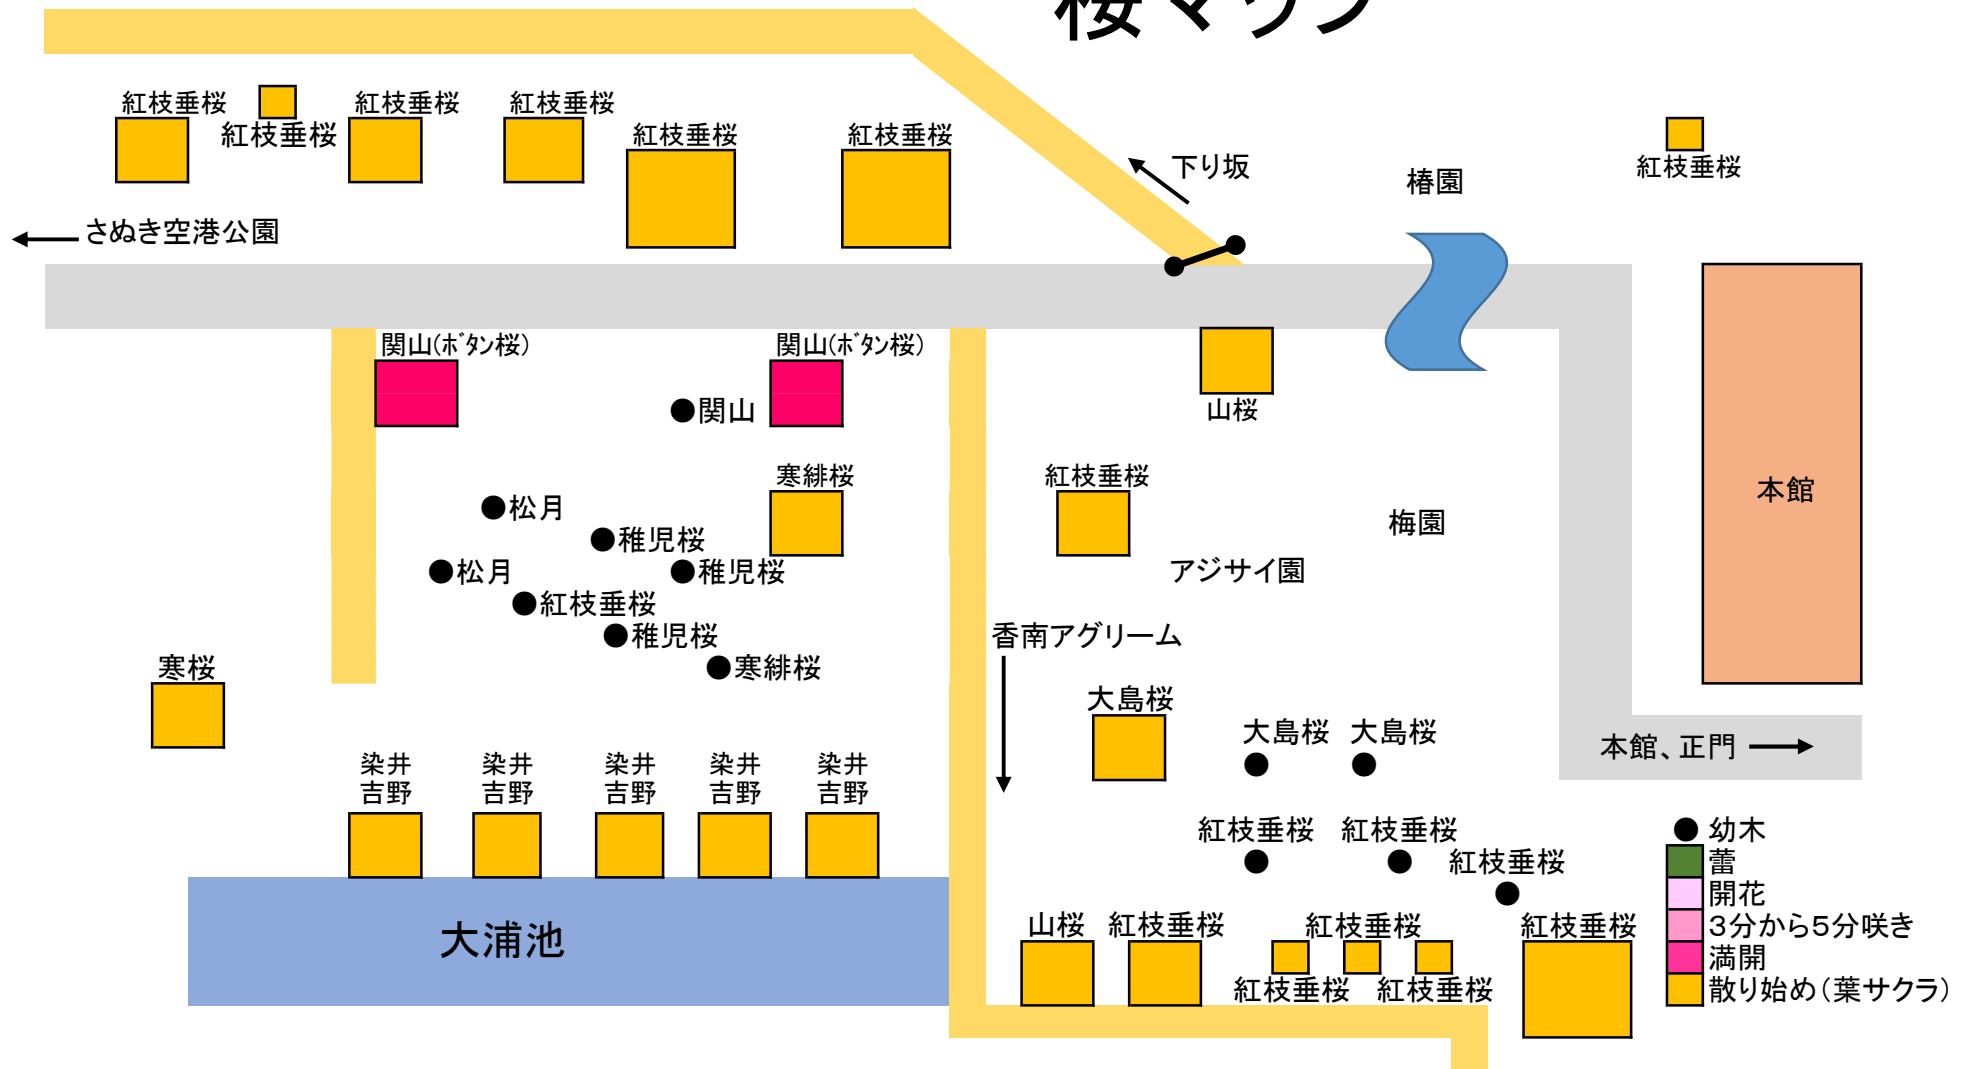 桜マップ
紅枝垂桜
紅枝垂桜
紅枝垂桜
紅枝垂桜
紅枝垂桜
紅枝垂桜
下り坂
椿園
紅枝垂桜
さぬき空港公園
関山(ボタン桜)
関山(ボタン桜)
●関山
山桜
寒緋桜
紅枝垂桜
本館
●松月
梅園
●稚児桜
●松月
●稚児桜
アジサイ園
●紅枝垂桜
●稚児桜
香南アグリーム
●寒緋桜
寒桜
大島桜
大島桜
大島桜
本館、正門
染井
吉野
染井
吉野
染井
吉野
染井
吉野
染井
吉野
紅枝垂桜
紅枝垂桜
紅枝垂桜
●幼木
蕾
開花
3分から5分咲き
満開
散り始め(葉サクラ)
大浦池
山桜
紅枝垂桜
紅枝垂桜
紅枝垂桜
紅枝垂桜
紅枝垂桜